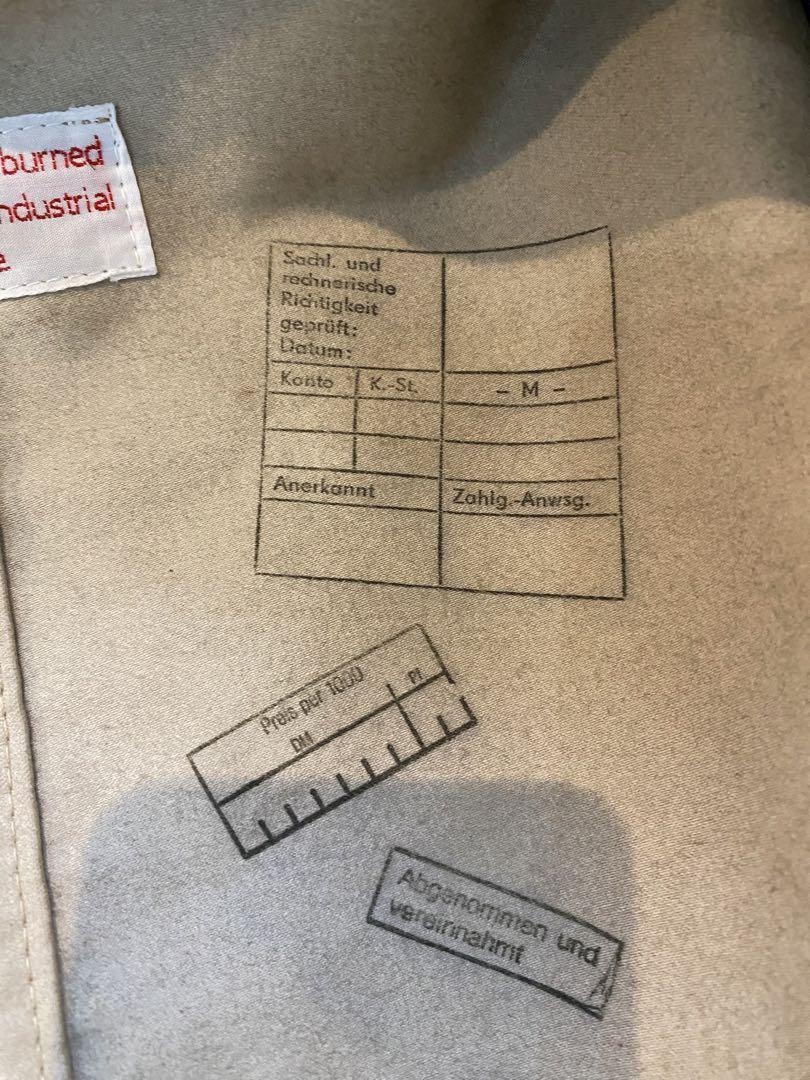 burned
ndustrial
e
Sachl. und
rechnerische
Richtigkeit
geprüft:
Datum:
Konto K.-St. – M –
Anerkannt Zahlg.-Anwsg.
Preis per 1000
DM Pf
Abgenommen und
vereinnahmt